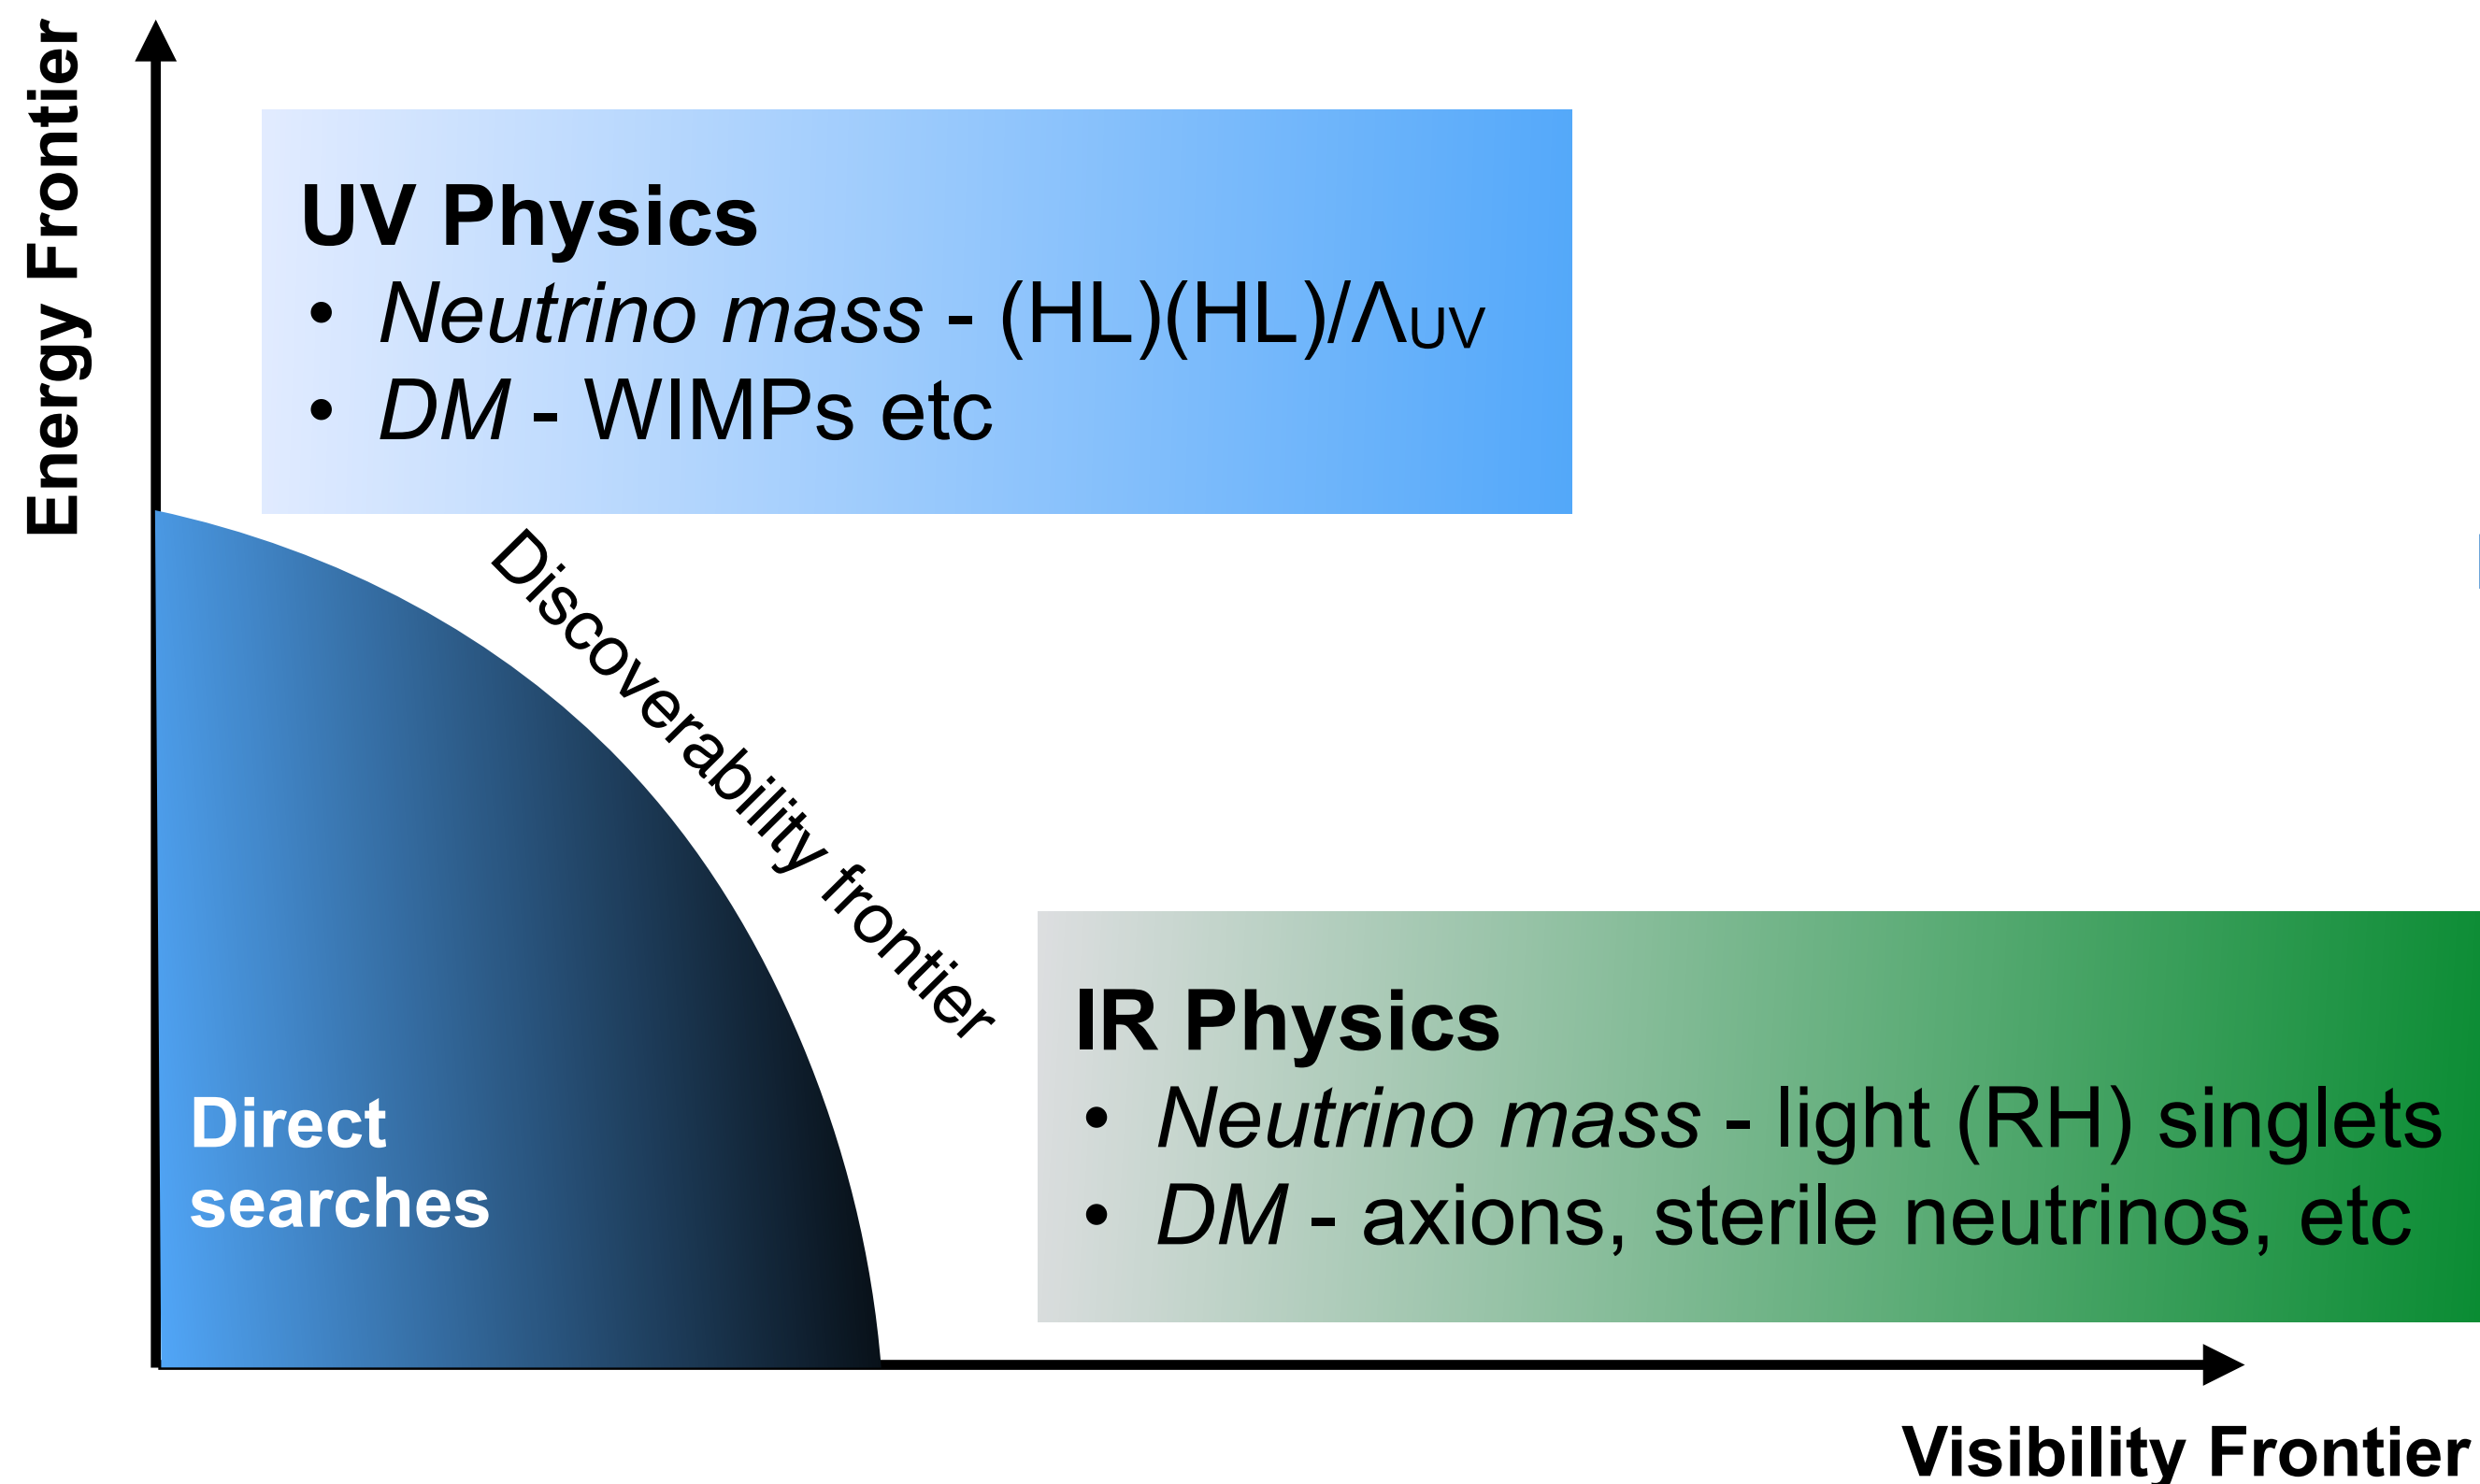 Energy Frontier
UV Physics
• Neutrino mass - (HL)(HL)/Λ_UV
• DM - WIMPs etc
Discoverability frontier
IR Physics
• Neutrino mass - light (RH) singlets
• DM - axions, sterile neutrinos, etc
Direct
searches
Visibility Frontier